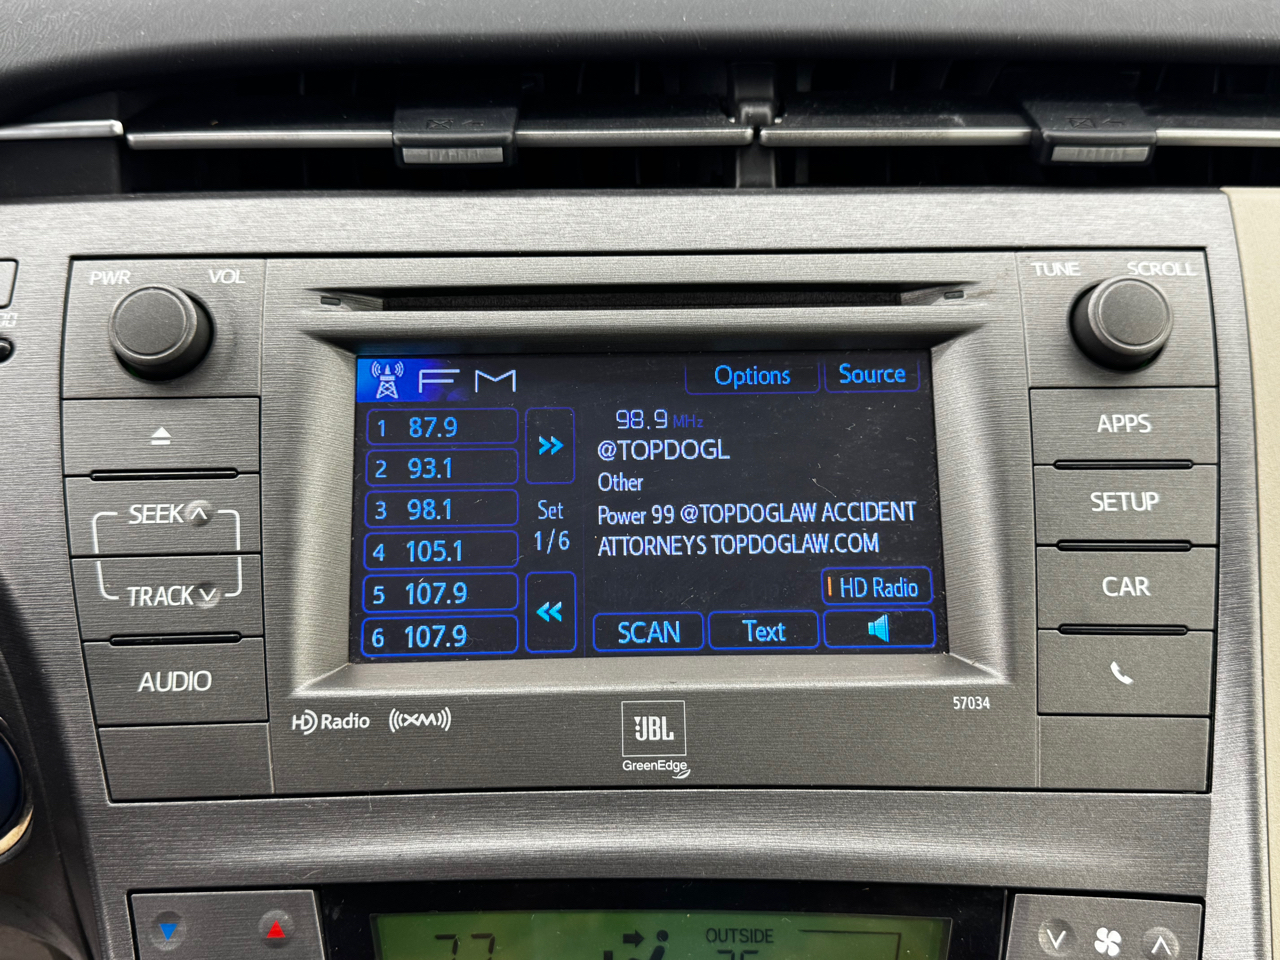 PWR VOL
TUNE SCROLL
FM
Options
Source
1 87.9
2 93.1
3 98.1
4 105.1
5 107.9
6 107.9
Set
1/6
98.9 MHz
@TOPDOGL
Other
Power 99 @TOPDOGLAW ACCIDENT
ATTORNEYS TOPDOGLAW.COM
HD Radio
SCAN
Text
SEEK
TRACK
AUDIO
APPS
SETUP
CAR
HD Radio
((XM))
JBL
GreenEdge
57034
77
OUTSIDE